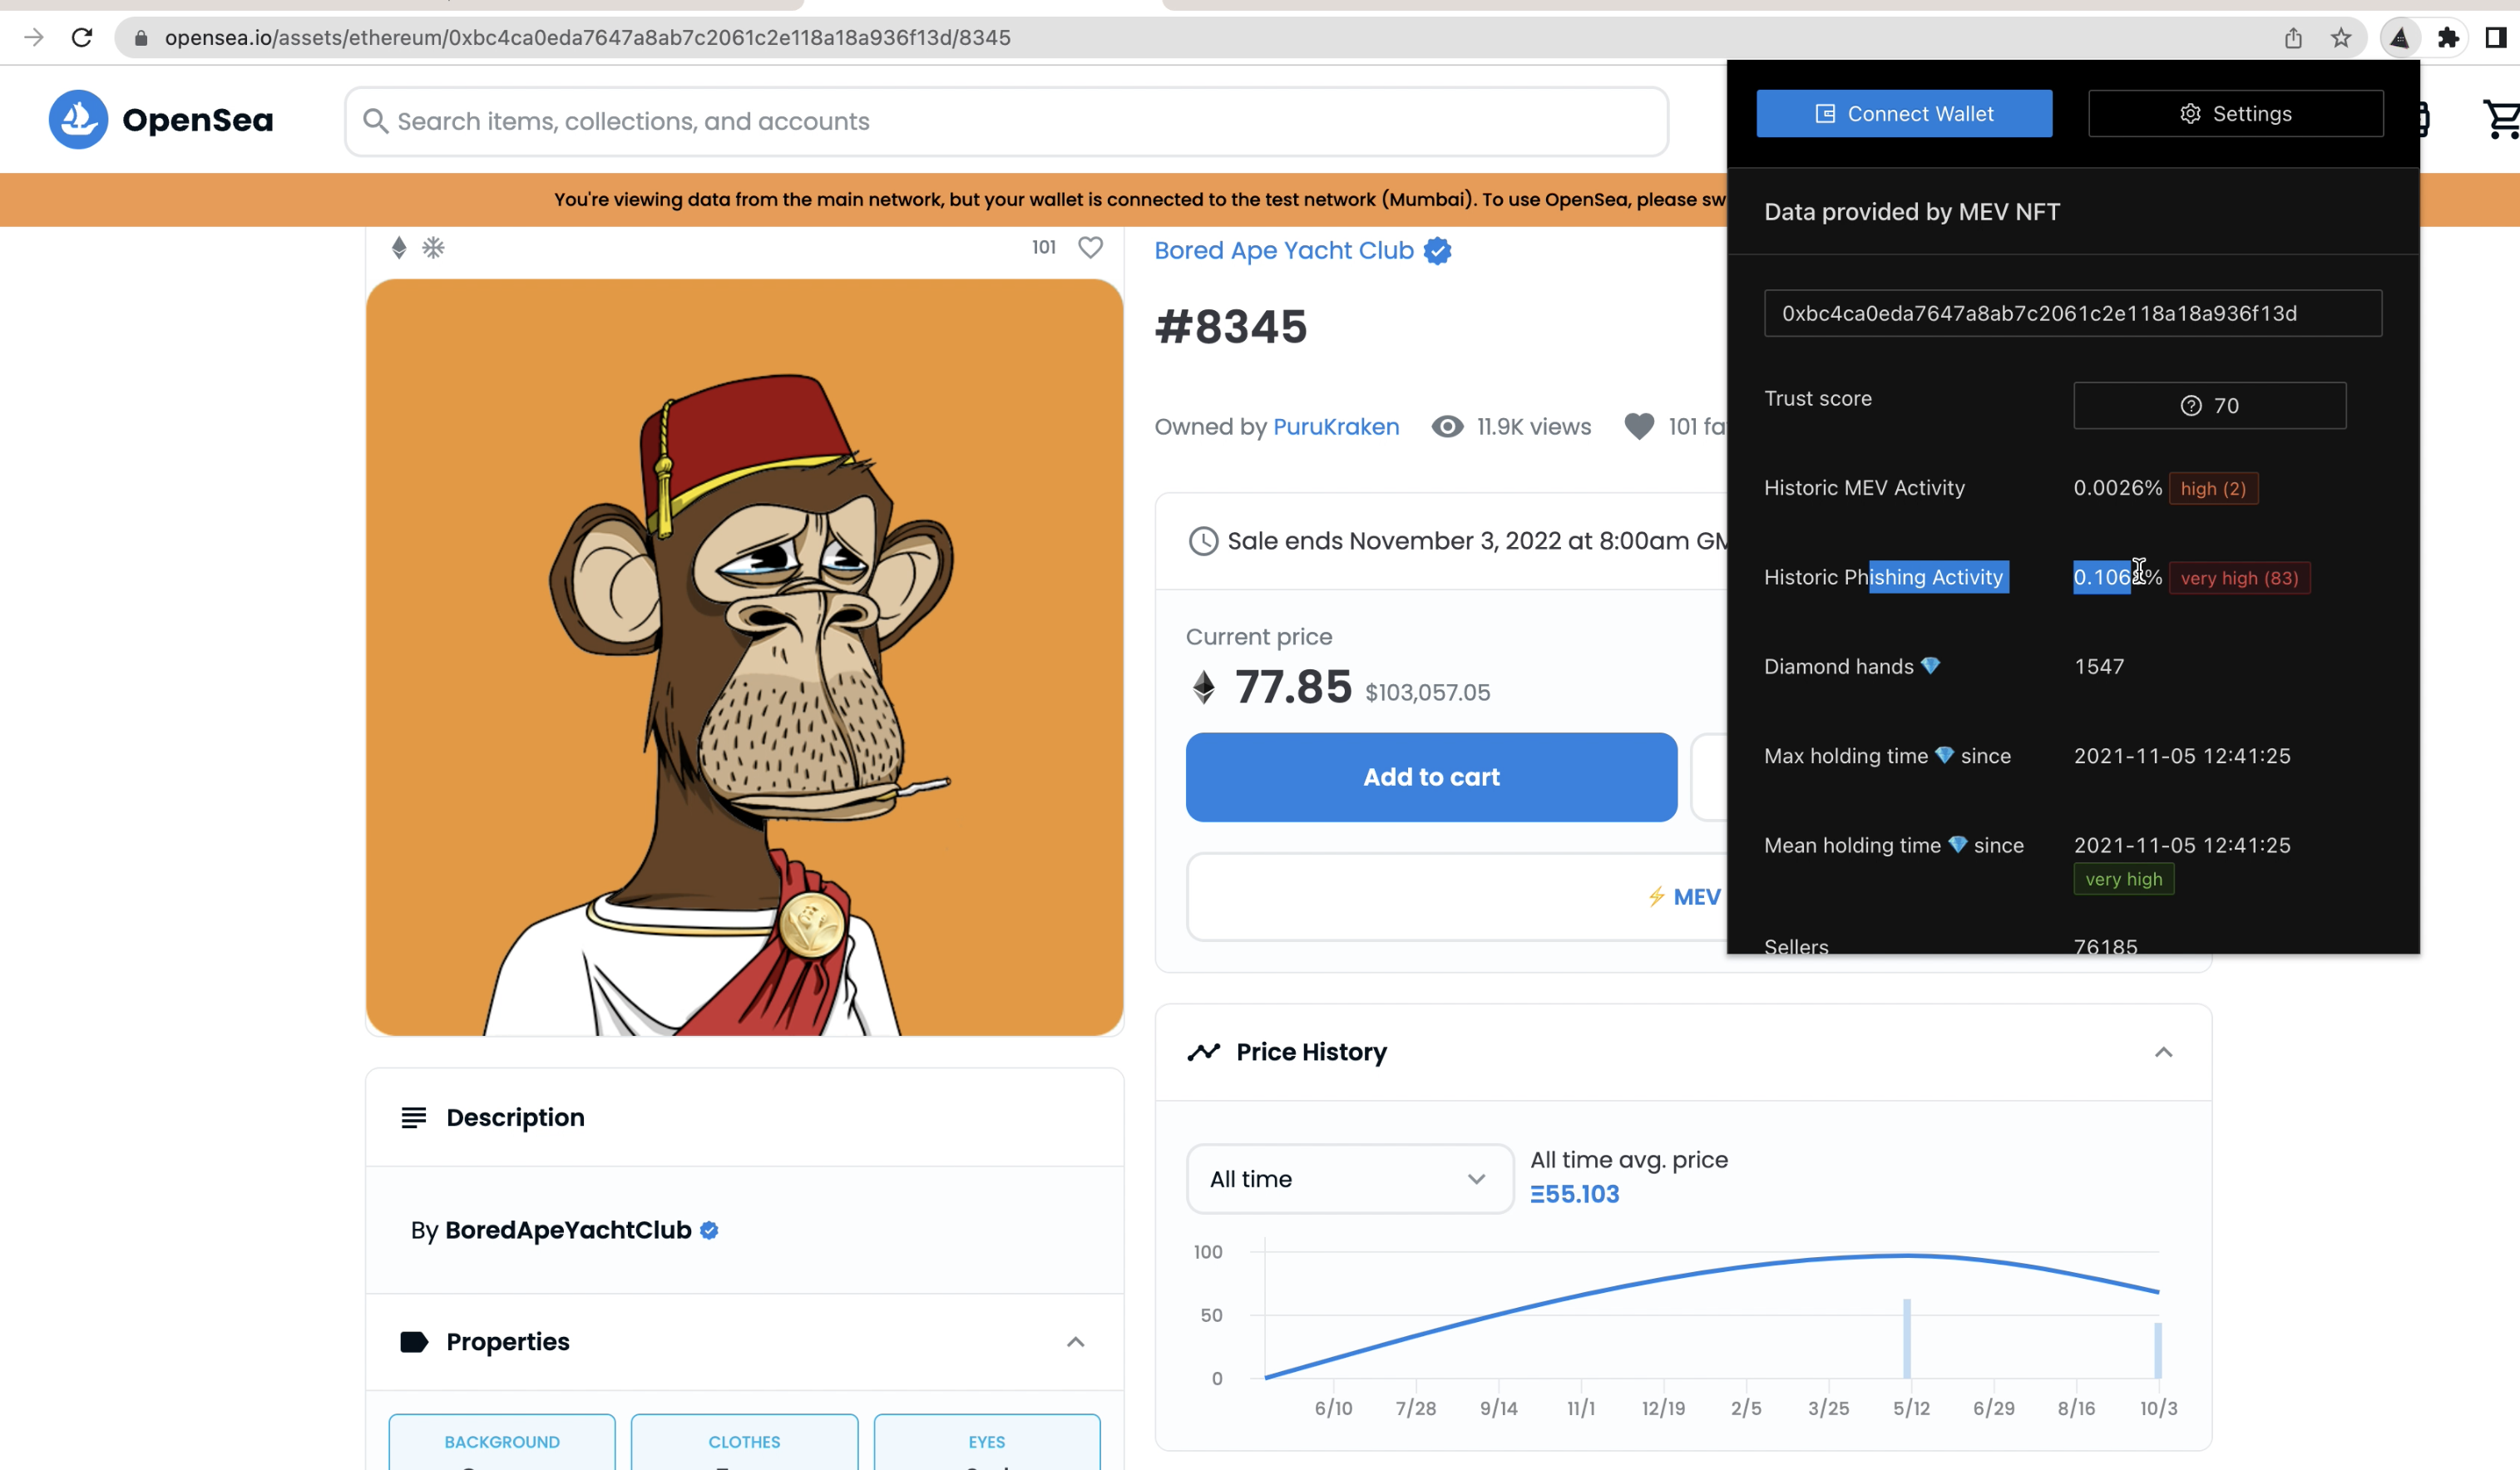 opensea.io/assets/ethereum/0xbc4ca0eda7647a8ab7c2061c2e118a18a936f13d/8345
OpenSea
Search items, collections, and accounts
You're viewing data from the main network, but your wallet is connected to the test network (Mumbai). To use OpenSea, please
101
Bored Ape Yacht Club
#8345
Owned by PuruKraken
11.9K views
101
Sale ends November 3, 2022 at 8:00am
Current price
77.85 $103,057.05
Add to cart
MEV
Price History
All time
All time avg. price
Ξ55.103
100
50
0
6/10 7/28 9/14 11/1 12/19 2/5 3/25 5/12 6/29 8/16 10/3
Description
By BoredApeYachtClub
Properties
BACKGROUND
CLOTHES
EYES
Connect Wallet
Settings
Data provided by MEV NFT
0xbc4ca0eda7647a8ab7c2061c2e118a18a936f13d
Trust score
70
Historic MEV Activity
0.0026% high (2)
Historic Phishing Activity
very high (83)
Diamond hands 💎
1547
Max holding time 💎 since
2021-11-05 12:41:25
Mean holding time 💎 since
2021-11-05 12:41:25
very high
Sellers
76185